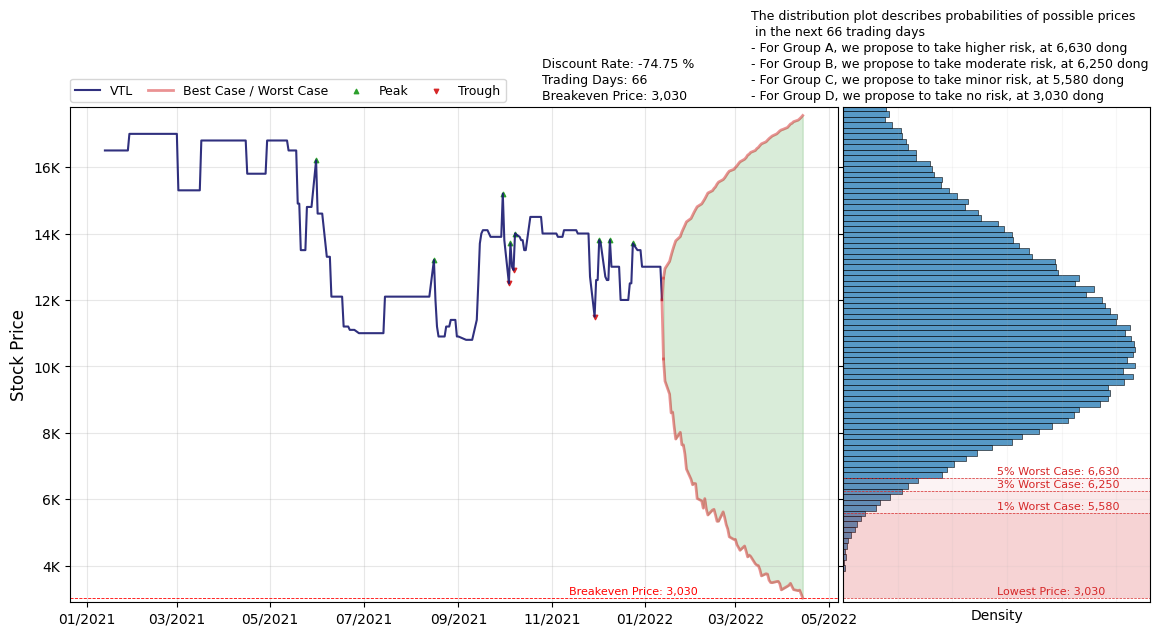 The distribution plot describes probabilities of possible prices
in the next 66 trading days
- For Group A, we propose to take higher risk, at 6,630 dong
- For Group B, we propose to take moderate risk, at 6,250 dong
- For Group C, we propose to take minor risk, at 5,580 dong
- For Group D, we propose to take no risk, at 3,030 dong
Discount Rate: -74.75 %
Trading Days: 66
Breakeven Price: 3,030
VTL
Best Case / Worst Case
Peak
Trough
Stock Price
16K
14K
12K
10K
8K
6K
4K
Breakeven Price: 3,030
01/2021
03/2021
05/2021
07/2021
09/2021
11/2021
01/2022
03/2022
05/2022
5% Worst Case: 6,630
3% Worst Case: 6,250
1% Worst Case: 5,580
Lowest Price: 3,030
Density